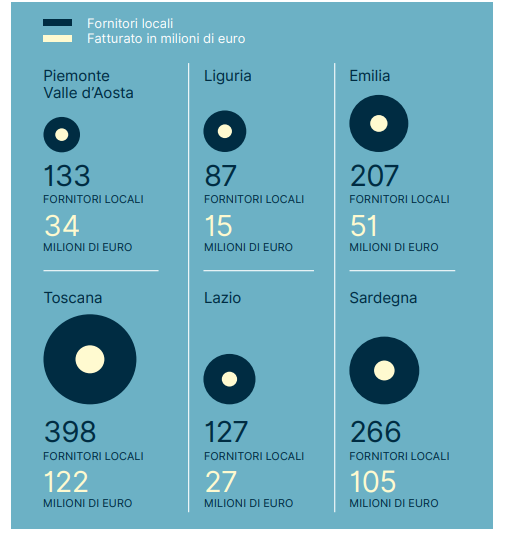 Fornitori locali
Fatturato in milioni di euro
Piemonte
Valle d'Aosta
133
FORNITORI LOCALI
34
MILIONI DI EURO
Liguria
87
FORNITORI LOCALI
15
MILIONI DI EURO
Emilia
207
FORNITORI LOCALI
51
MILIONI DI EURO
Toscana
398
FORNITORI LOCALI
122
MILIONI DI EURO
Lazio
127
FORNITORI LOCALI
27
MILIONI DI EURO
Sardegna
266
FORNITORI LOCALI
105
MILIONI DI EURO